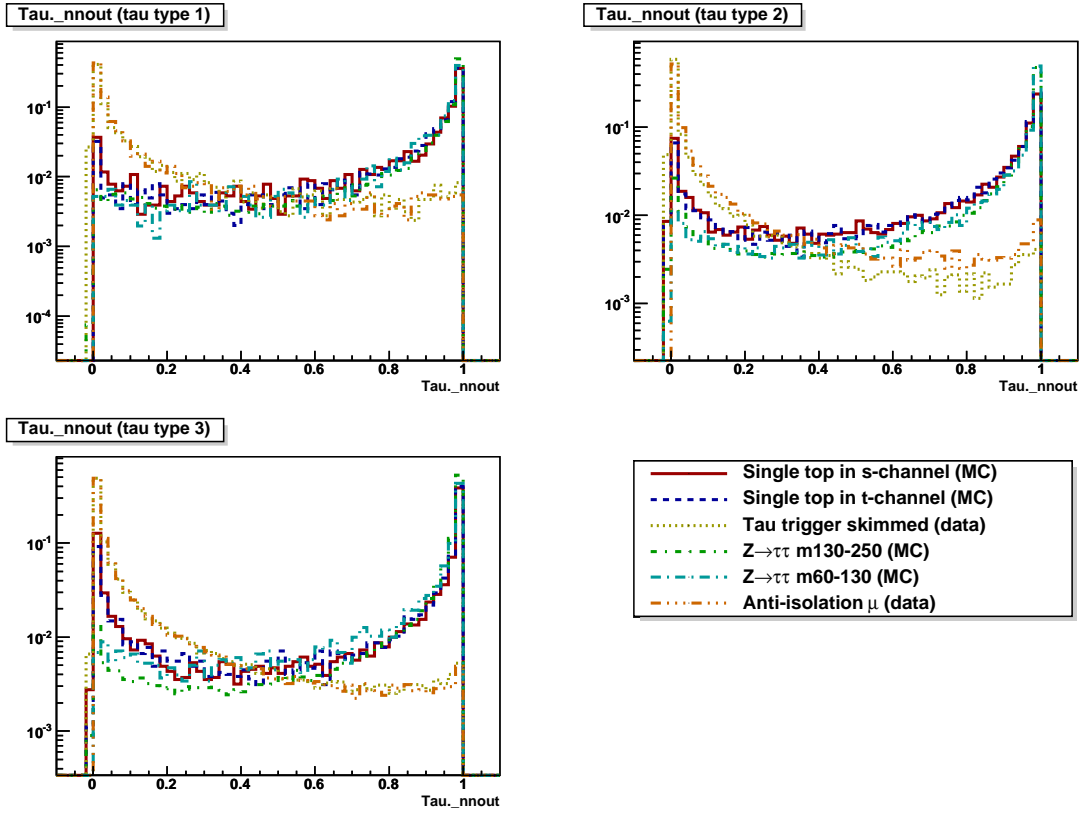 Tau._nnout (tau type 1)
10⁻¹
10⁻²
10⁻³
10⁻⁴
0 0.2 0.4 0.6 0.8 1
Tau._nnout
Tau._nnout (tau type 2)
10⁻¹
10⁻²
10⁻³
0 0.2 0.4 0.6 0.8 1
Tau._nnout
Tau._nnout (tau type 3)
10⁻¹
10⁻²
10⁻³
0 0.2 0.4 0.6 0.8 1
Tau._nnout
Single top in s-channel (MC)
Single top in t-channel (MC)
Tau trigger skimmed (data)
Z→ττ m130-250 (MC)
Z→ττ m60-130 (MC)
Anti-isolation μ (data)